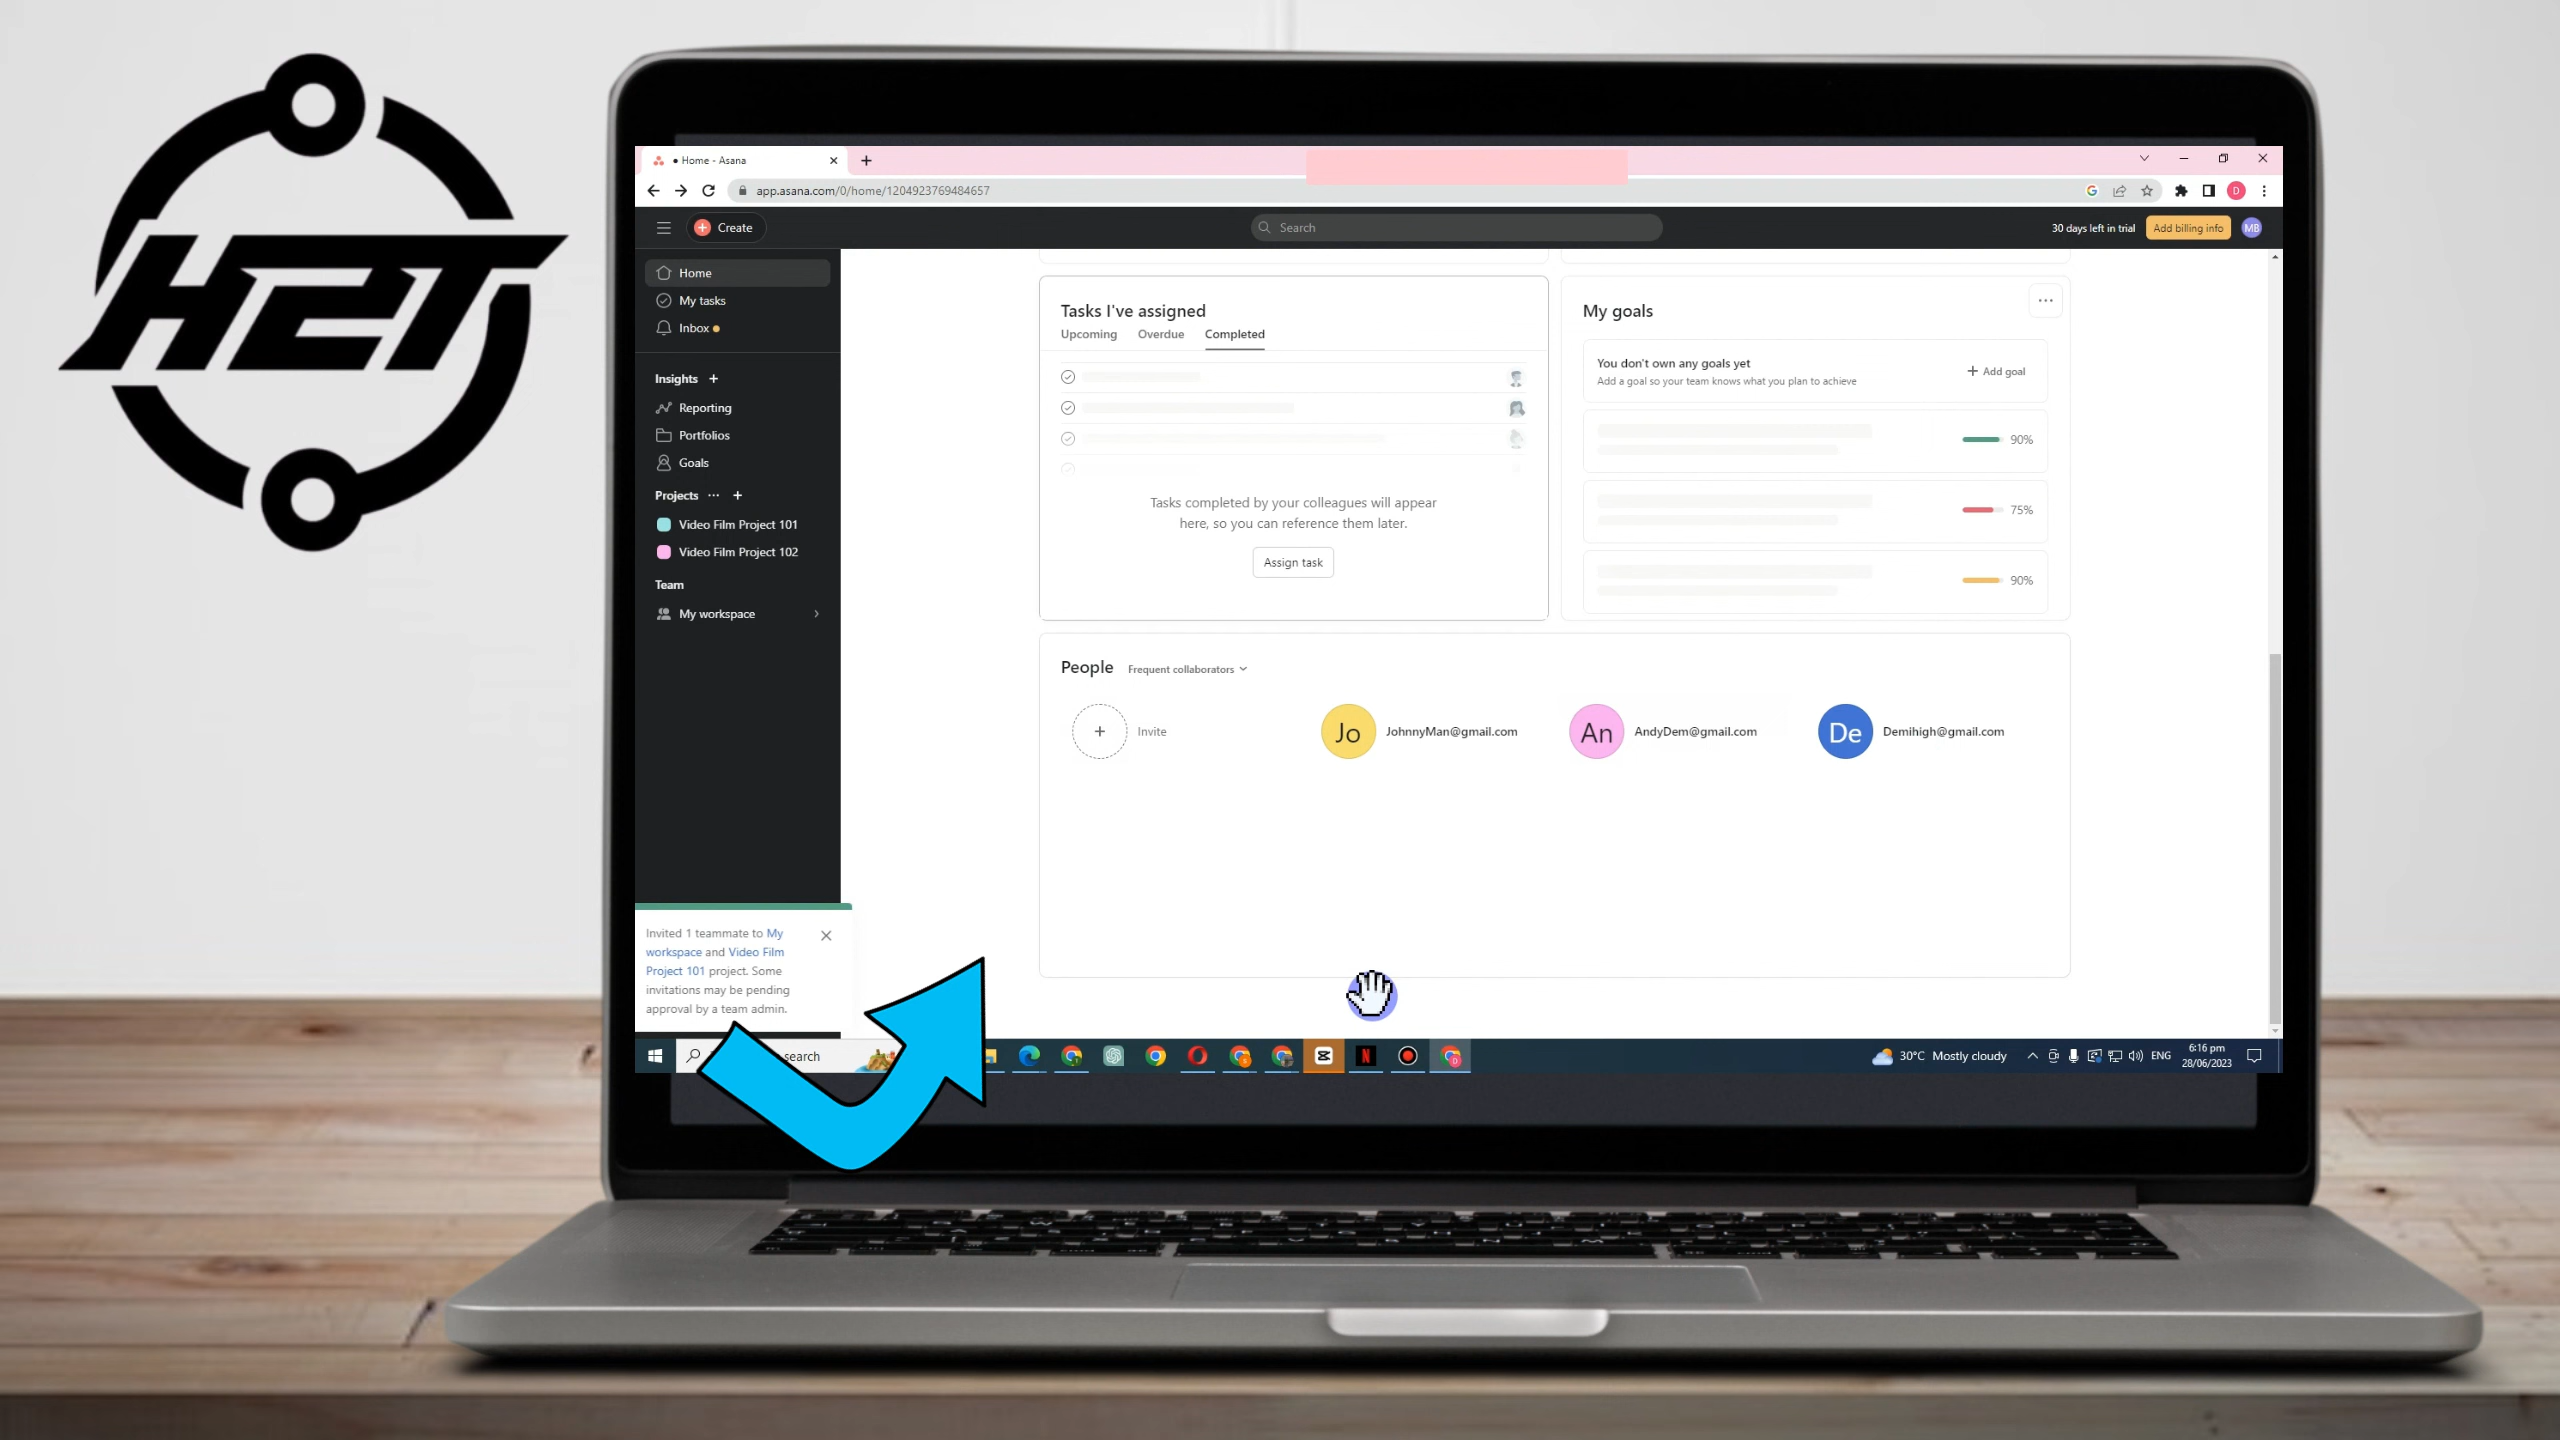 H2T
Home - Asana
app.asana.com/0/home/1204923769484657
Create
Search
30 days left in trial
Add billing info
MB
Home
My tasks
Inbox
Insights
Reporting
Portfolios
Goals
Projects
Video Film Project 101
Video Film Project 102
Team
My workspace
Tasks I've assigned
Upcoming Overdue Completed
Tasks completed by your colleagues will appear
here, so you can reference them later.
Assign task
My goals
You don't own any goals yet
Add a goal so your team knows what you plan to achieve
Add goal
90%
75%
90%
People Frequent collaborators
Invite
Jo JohnnyMan@gmail.com
An AndyDem@gmail.com
De Demihigh@gmail.com
Invited 1 teammate to My
workspace and Video Film
Project 101 project. Some
invitations may be pending
approval by a team admin.
search
30°C Mostly cloudy
ENG
6:16 pm
28/06/2023